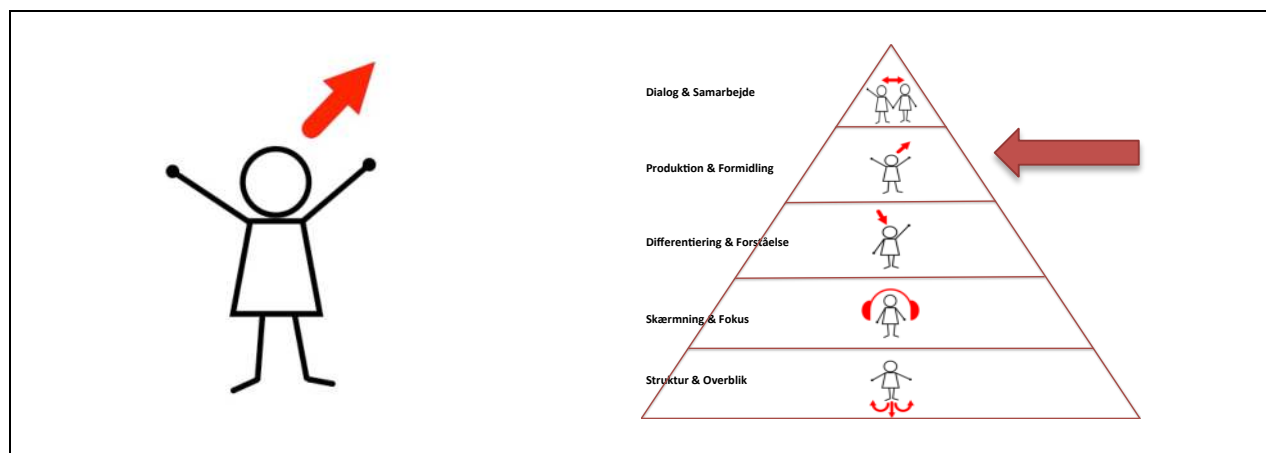 Dialog & Samarbejde
Produktion & Formidling
Differentiering & Forståelse
Skærmning & Fokus
Struktur & Overblik